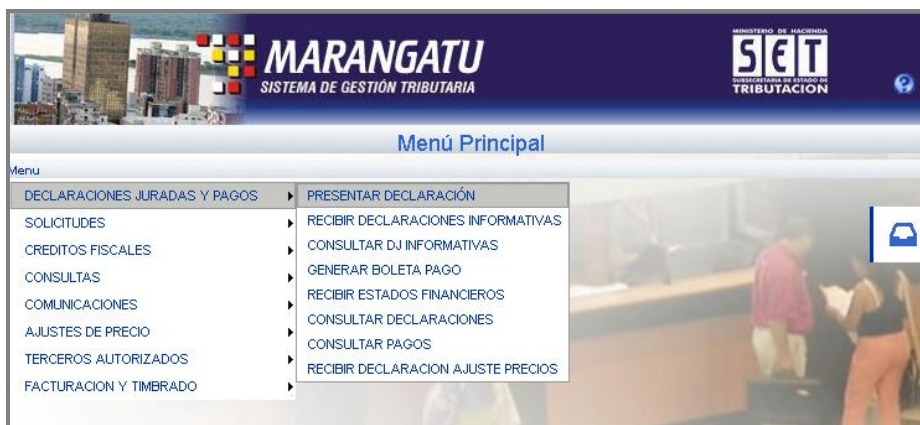 MARANGATU
SISTEMA DE GESTIÓN TRIBUTARIA
MINISTERIO DE HACIENDA
SET
SUBSECRETARIA DE ESTADO DE
TRIBUTACION
?
Menú Principal
Menu
DECLARACIONES JURADAS Y PAGOS
SOLICITUDES
CREDITOS FISCALES
CONSULTAS
COMUNICACIONES
AJUSTES DE PRECIO
TERCEROS AUTORIZADOS
FACTURACION Y TIMBRADO
PRESENTAR DECLARACIÓN
RECIBIR DECLARACIONES INFORMATIVAS
CONSULTAR DJ INFORMATIVAS
GENERAR BOLETA PAGO
RECIBIR ESTADOS FINANCIEROS
CONSULTAR DECLARACIONES
CONSULTAR PAGOS
RECIBIR DECLARACION AJUSTE PRECIOS